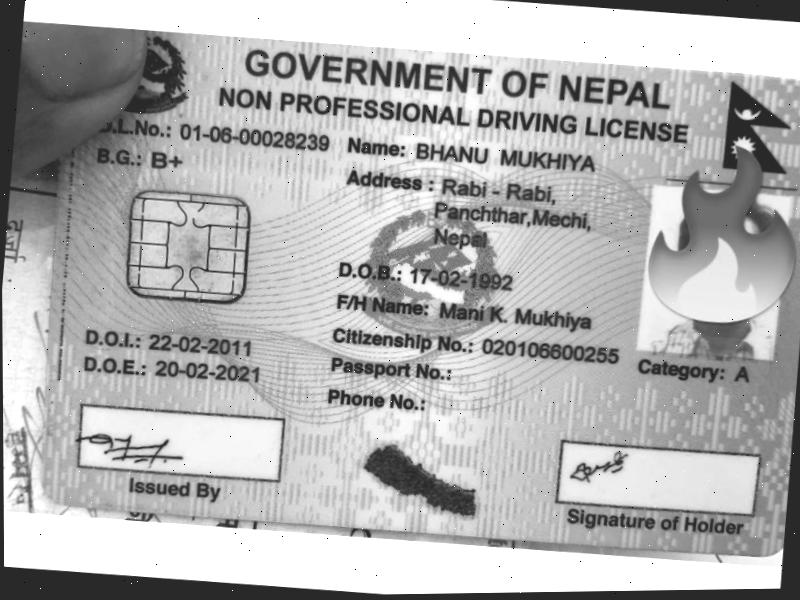 GOVERNMENT OF NEPAL
NON PROFESSIONAL DRIVING LICENSE
D.L.No.: 01-06-00028239
B.G.: B+
Name: BHANU MUKHIYA
Address : Rabi - Rabi,
Panchthar,Mechi,
Nepal
D.O.B.: 17-02-1992
F/H Name: Mani K. Mukhiya
Citizenship No.: 020106600255
Passport No.:
Phone No.:
D.O.I.: 22-02-2011
D.O.E.: 20-02-2021
Category: A
Issued By
Signature of Holder